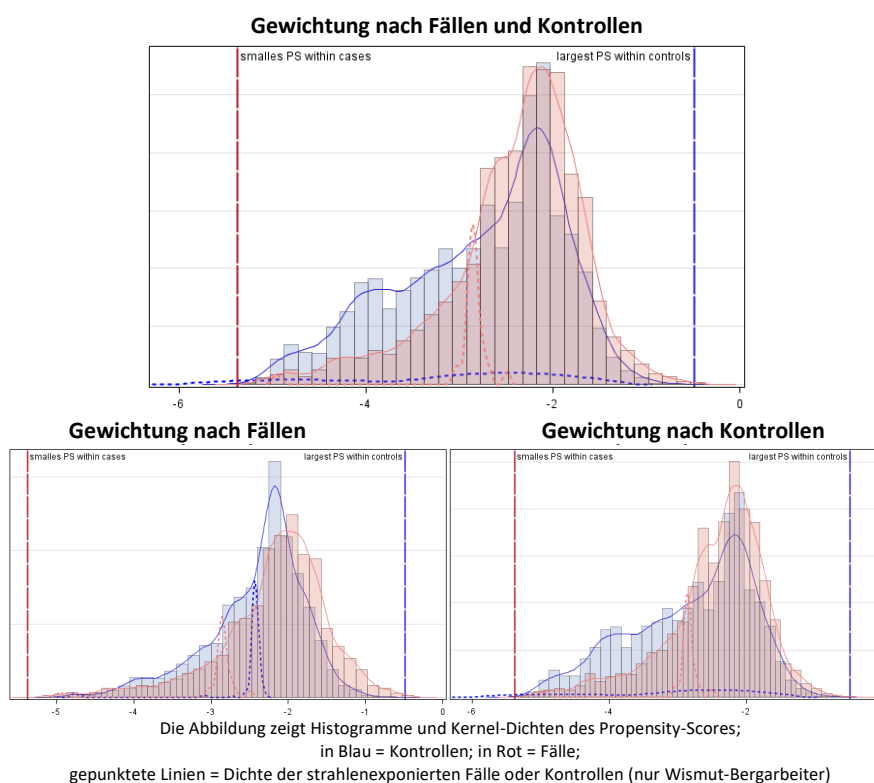 Gewichtung nach Fällen und Kontrollen
smalles PS within cases largest PS within controls
-6 -4 -2 0
Gewichtung nach Fällen Gewichtung nach Kontrollen
smalles PS within cases largest PS within controls smalles PS within cases largest PS within controls
-5 -4 -3 -2 -1 0 -6 -4 -2
Die Abbildung zeigt Histogramme und Kernel-Dichten des Propensity-Scores;
in Blau = Kontrollen; in Rot = Fälle;
gepunktete Linien = Dichte der strahlenexponierten Fälle oder Kontrollen (nur Wismut-Bergarbeiter)